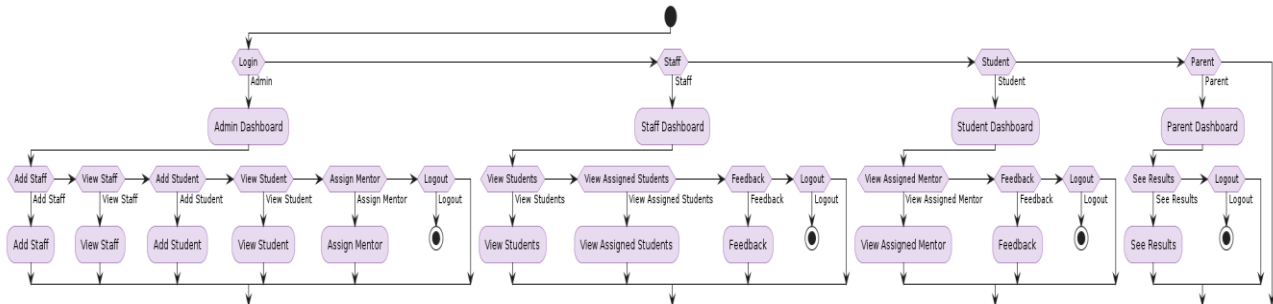 Login Staff Student Parent
Admin Staff Student Parent
Admin Dashboard Staff Dashboard Student Dashboard Parent Dashboard
Add Staff View Staff Add Student View Student Assign Mentor Logout View Students View Assigned Students Feedback Logout View Assigned Mentor Feedback Logout See Results Logout
Add Staff View Staff Add Student View Student Assign Mentor Logout View Students View Assigned Students Feedback Logout View Assigned Mentor Feedback Logout See Results Logout
Add Staff View Staff Add Student View Student Assign Mentor View Students View Assigned Students Feedback View Assigned Mentor Feedback See Results